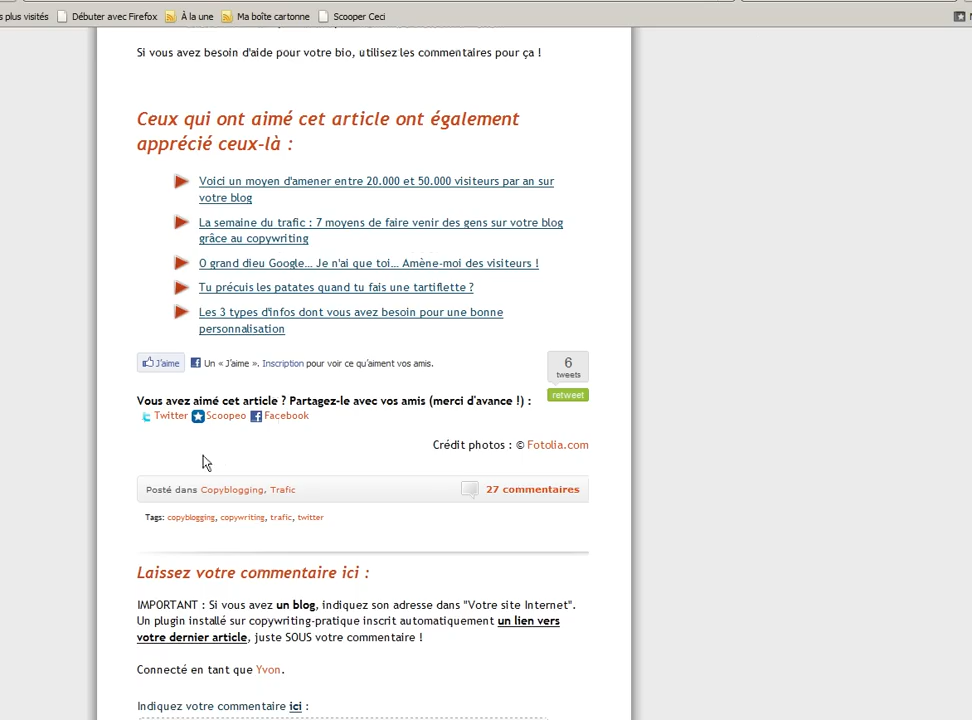 s plus visités Débuter avec Firefox À la une Ma boîte cartonne Scooper Ceci
Si vous avez besoin d'aide pour votre bio, utilisez les commentaires pour ça !
Ceux qui ont aimé cet article ont également
apprécié ceux-là :
Voici un moyen d'amener entre 20.000 et 50.000 visiteurs par an sur
votre blog
La semaine du trafic : 7 moyens de faire venir des gens sur votre blog
grâce au copywriting
O grand dieu Google... Je n'ai que toi... Amène-moi des visiteurs !
Tu précuis les patates quand tu fais une tartiflette ?
Les 3 types d'infos dont vous avez besoin pour une bonne
personnalisation
J'aime Un « J'aime ». Inscription pour voir ce qu'aiment vos amis.
6
tweets
retweet
Vous avez aimé cet article ? Partagez-le avec vos amis (merci d'avance !) :
Twitter Scoopeo Facebook
Crédit photos : © Fotolia.com
Posté dans Copyblogging, Trafic 27 commentaires
Tags: copyblogging, copywriting, trafic, twitter
Laissez votre commentaire ici :
IMPORTANT : Si vous avez un blog, indiquez son adresse dans "Votre site Internet".
Un plugin installé sur copywriting-pratique inscrit automatiquement un lien vers
votre dernier article, juste SOUS votre commentaire !
Connecté en tant que Yvon.
Indiquez votre commentaire ici :